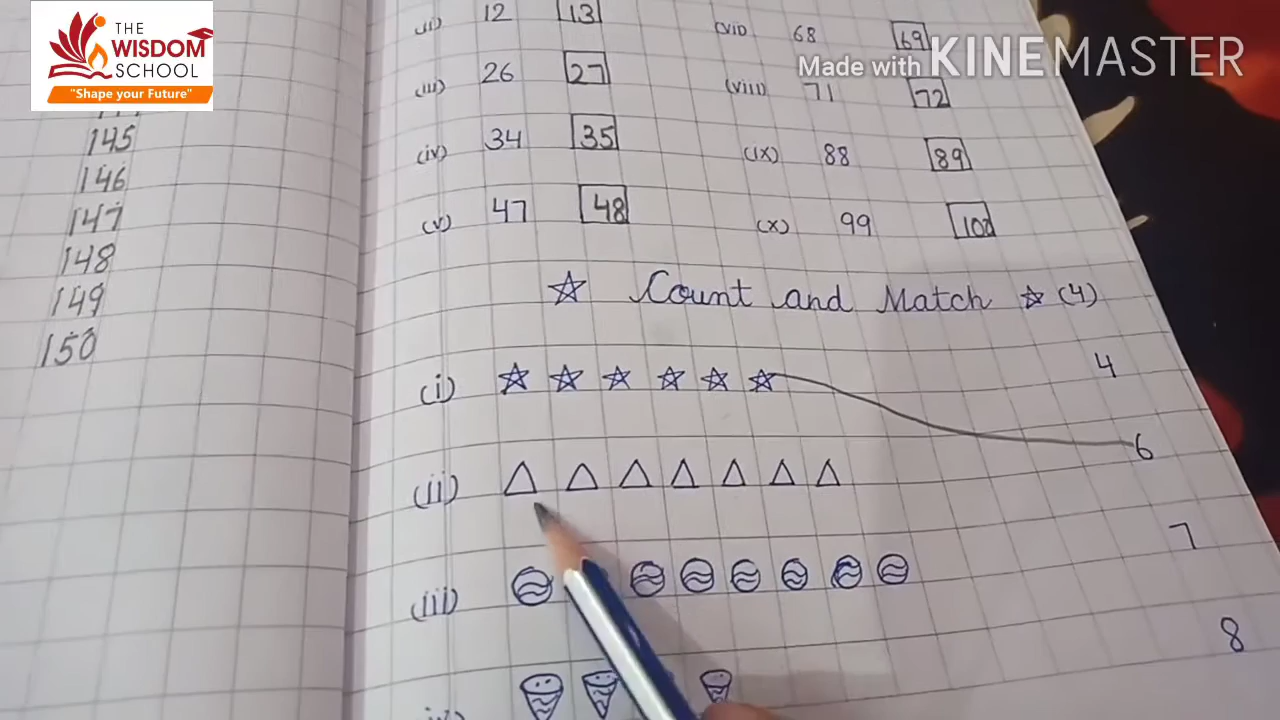 THE
WISDOM
SCHOOL
"Shape your Future"
Made with KINEMASTER
145
146
147
148
149
150
(ii) 12 13 (vii) 68 69
(iii) 26 27 (viii) 71 72
(iv) 34 35 (ix) 88 89
(v) 47 48 (x) 99 100
Count and Match (4)
(i) 4
6
(ii)
7
(iii)
8